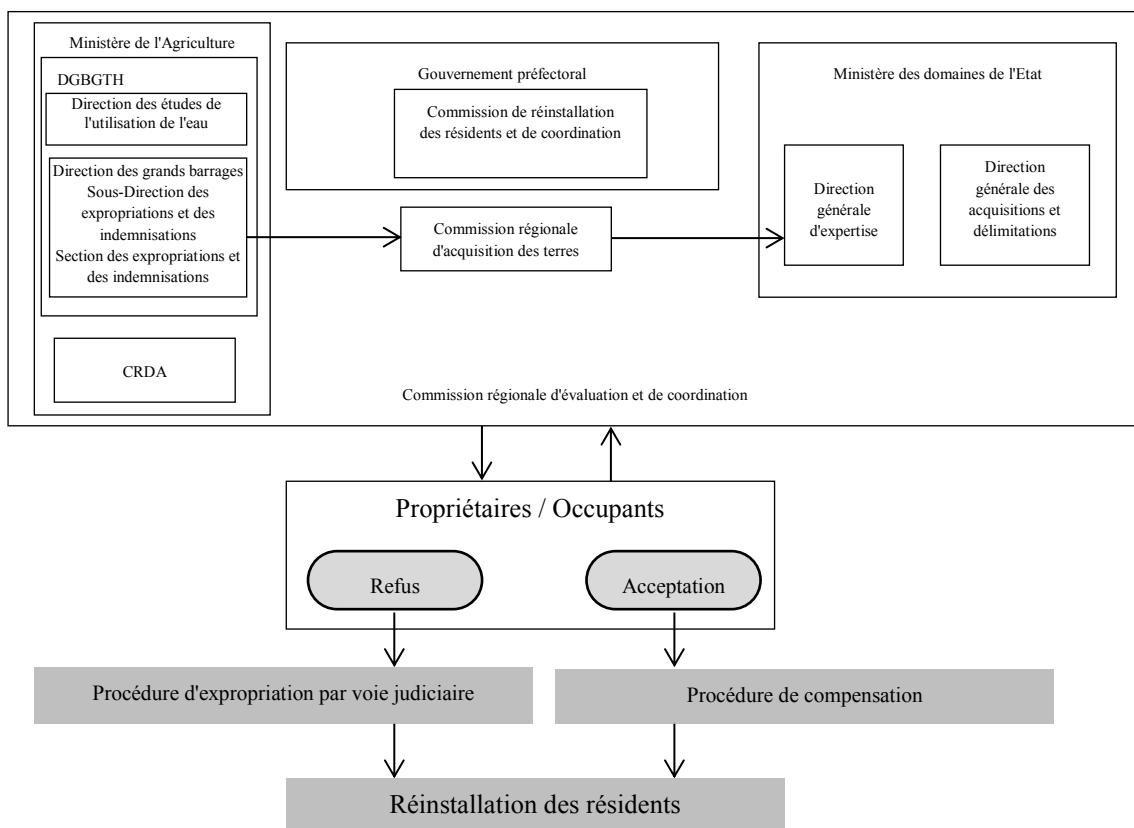 Ministère de l'Agriculture
DGBGTH
Direction des études de
l'utilisation de l'eau
Direction des grands barrages
Sous-Direction des
expropriations et des
indemnisations
Section des expropriations et
des indemnisations
CRDA
Gouvernement préfectoral
Commission de réinstallation
des résidents et de coordination
Commission régionale
d'acquisition des terres
Ministère des domaines de l'Etat
Direction
générale
d'expertise
Direction
générale des
acquisitions et
délimitations
Commission régionale d'évaluation et de coordination
Propriétaires / Occupants
Refus
Acceptation
Procédure d'expropriation par voie judiciaire
Procédure de compensation
Réinstallation des résidents